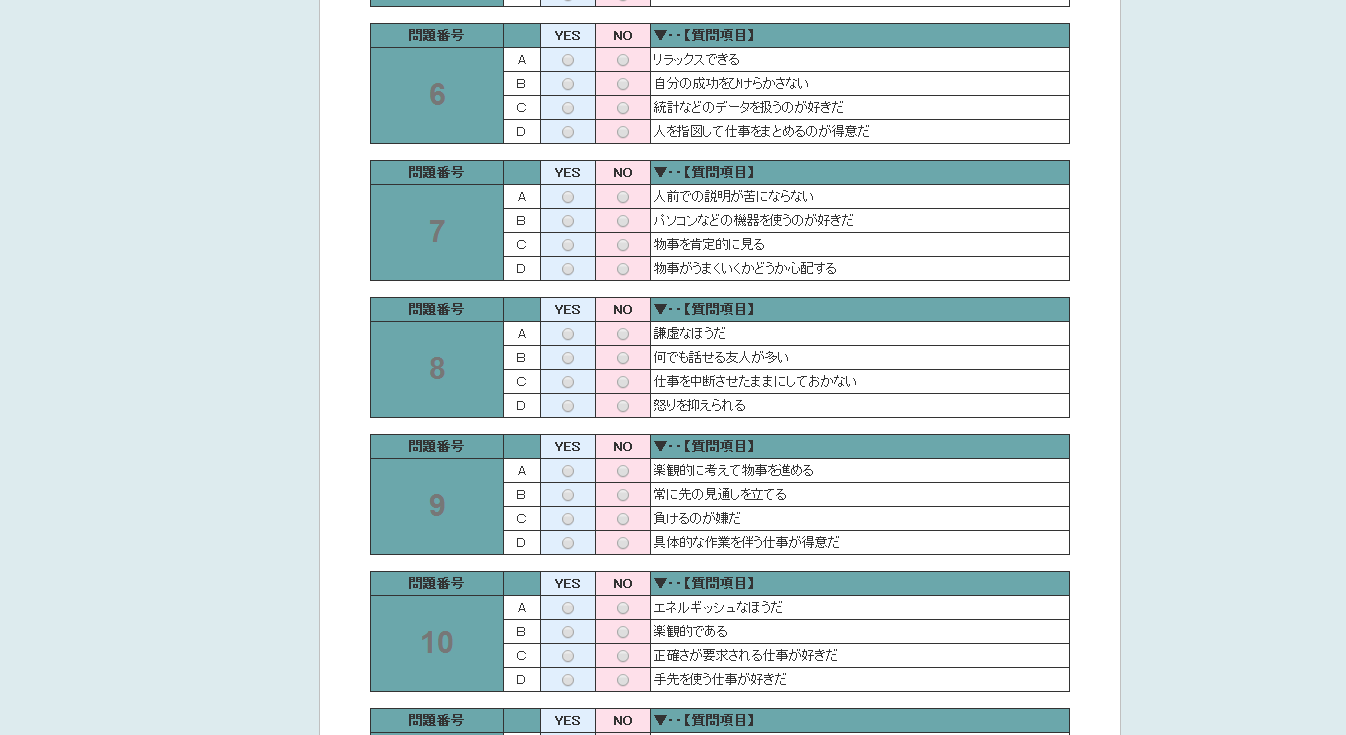 問題番号 YES NO ▼--【質問項目】
6
A リラックスできる
B 自分の成功をひけらかさない
C 統計などのデータを扱うのが好きだ
D 人を指図して仕事をまとめるのが得意だ
問題番号 YES NO ▼--【質問項目】
7
A 人前での説明が苦にならない
B パソコンなどの機器を使うのが好きだ
C 物事を肯定的に見る
D 物事がうまくいくかどうか心配する
問題番号 YES NO ▼--【質問項目】
8
A 謙虚なほうだ
B 何でも話せる友人が多い
C 仕事を中断させたままにしておかない
D 怒りを抑えられる
問題番号 YES NO ▼--【質問項目】
9
A 楽観的に考えて物事を進める
B 常に先の見通しを立てる
C 負けるのが嫌だ
D 具体的な作業を伴う仕事が得意だ
問題番号 YES NO ▼--【質問項目】
10
A エネルギッシュなほうだ
B 楽観的である
C 正確さが要求される仕事が好きだ
D 手先を使う仕事が好きだ
問題番号 YES NO ▼--【質問項目】